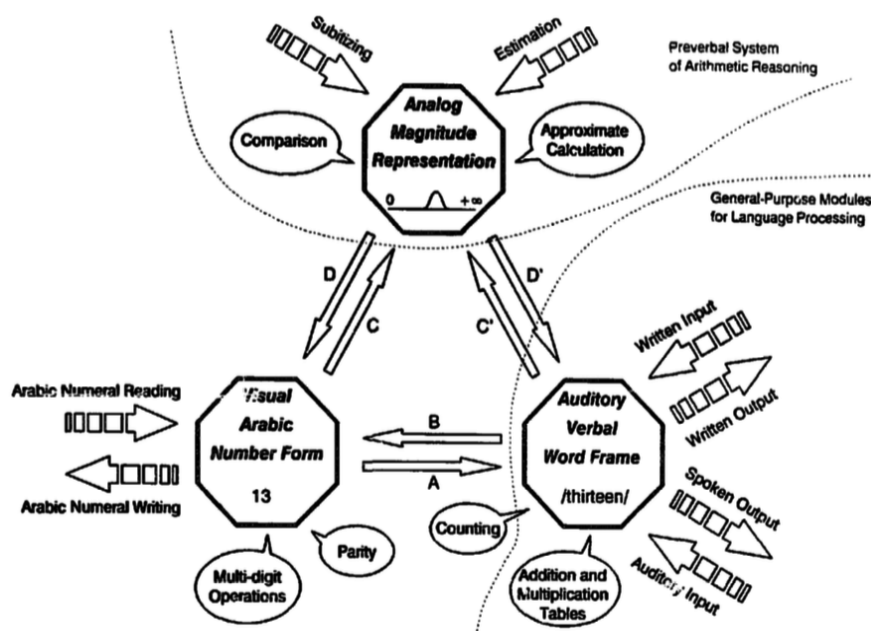 Subitizing
Estimation
Preverbal System
of Arithmetic Reasoning
Analog
Magnitude
Representation
0 +∞
Comparison
Approximate
Calculation
General-Purpose Modules
for Language Processing
D
C
D'
C'
Written Input
Written Output
Arabic Numeral Reading
Arabic Numeral Writing
Visual
Arabic
Number Form
13
B
A
Auditory
Verbal
Word Frame
/thirteen/
Spoken Output
Auditory Input
Counting
Parity
Multi-digit
Operations
Addition and
Multiplication
Tables